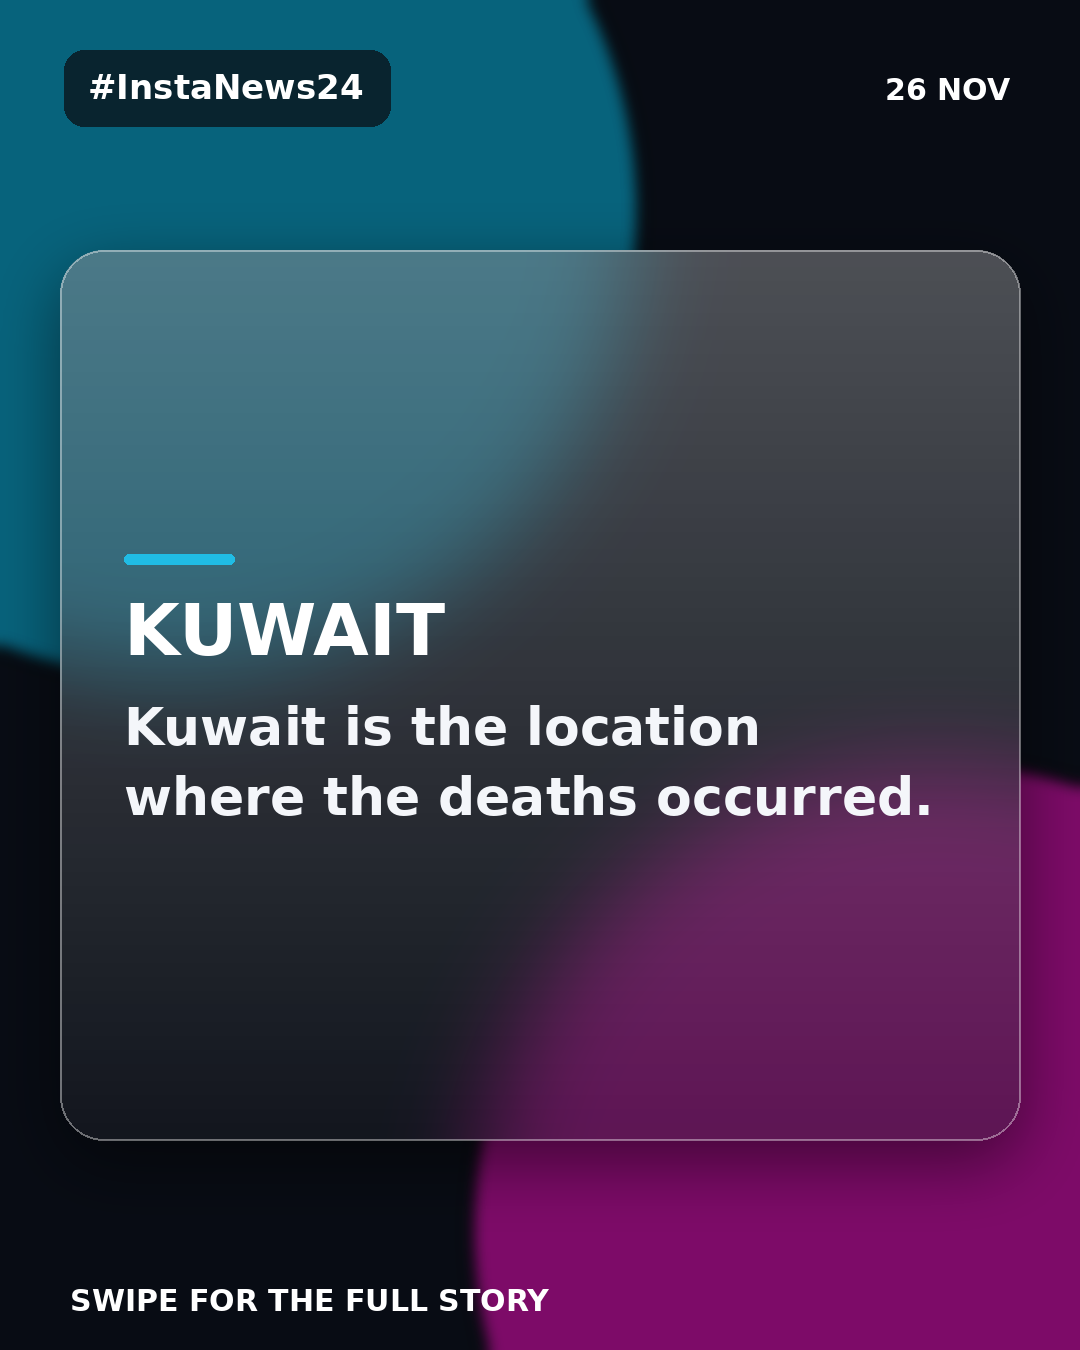 #InstaNews24
26 NOV
KUWAIT
Kuwait is the location
where the deaths occurred.
SWIPE FOR THE FULL STORY